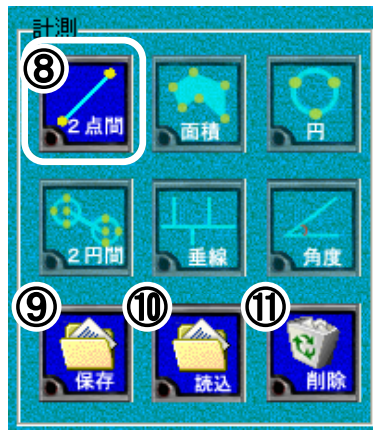 計測
⑧
2点間 面積 円
2円間 垂線 角度
⑨ ⑩ ⑪
保存 読込 削除